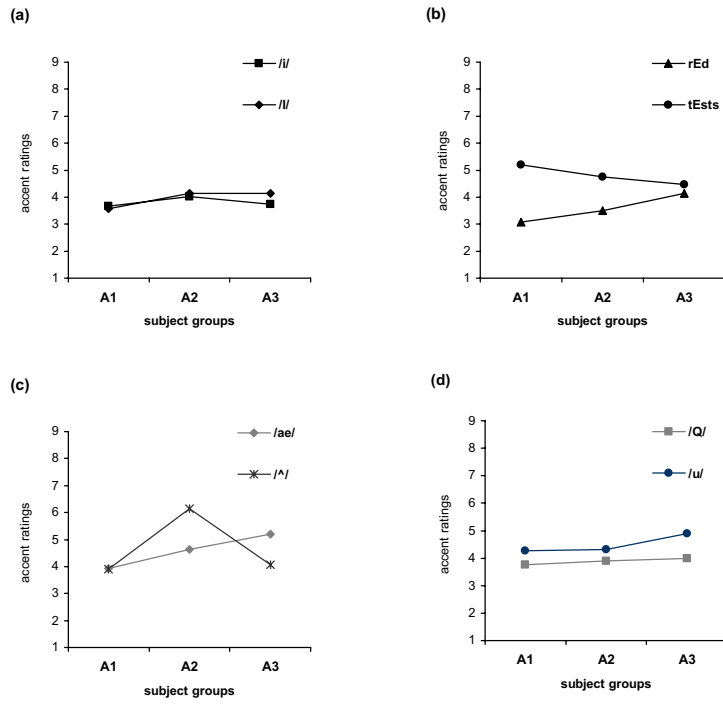 (a)
/i/
/I/
accent ratings
9
8
7
6
5
4
3
2
1
A1 A2 A3
subject groups
(b)
rEd
tEsts
accent ratings
9
8
7
6
5
4
3
2
1
A1 A2 A3
subject groups
(c)
/ae/
/^/
accent ratings
9
8
7
6
5
4
3
2
1
A1 A2 A3
subject groups
(d)
/Q/
/u/
accent ratings
9
8
7
6
5
4
3
2
1
A1 A2 A3
subject groups